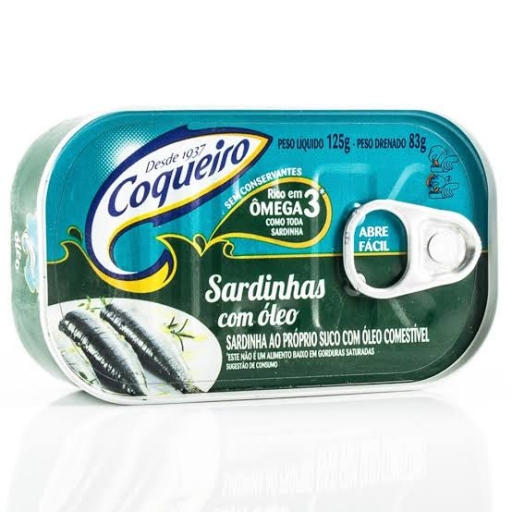 Desde 1937
Coqueiro
PESO LÍQUIDO 125g - PESO DRENADO 83g
SEM CONSERVANTES
Rico em
ÔMEGA 3*
COMO TODA
SARDINHA
ABRE
FÁCIL
Sardinhas
com óleo
SARDINHA AO PRÓPRIO SUCO COM ÓLEO COMESTÍVEL
*ESTE NÃO É UM ALIMENTO BAIXO EM GORDURAS SATURADAS
SUGESTÃO DE CONSUMO
óleo